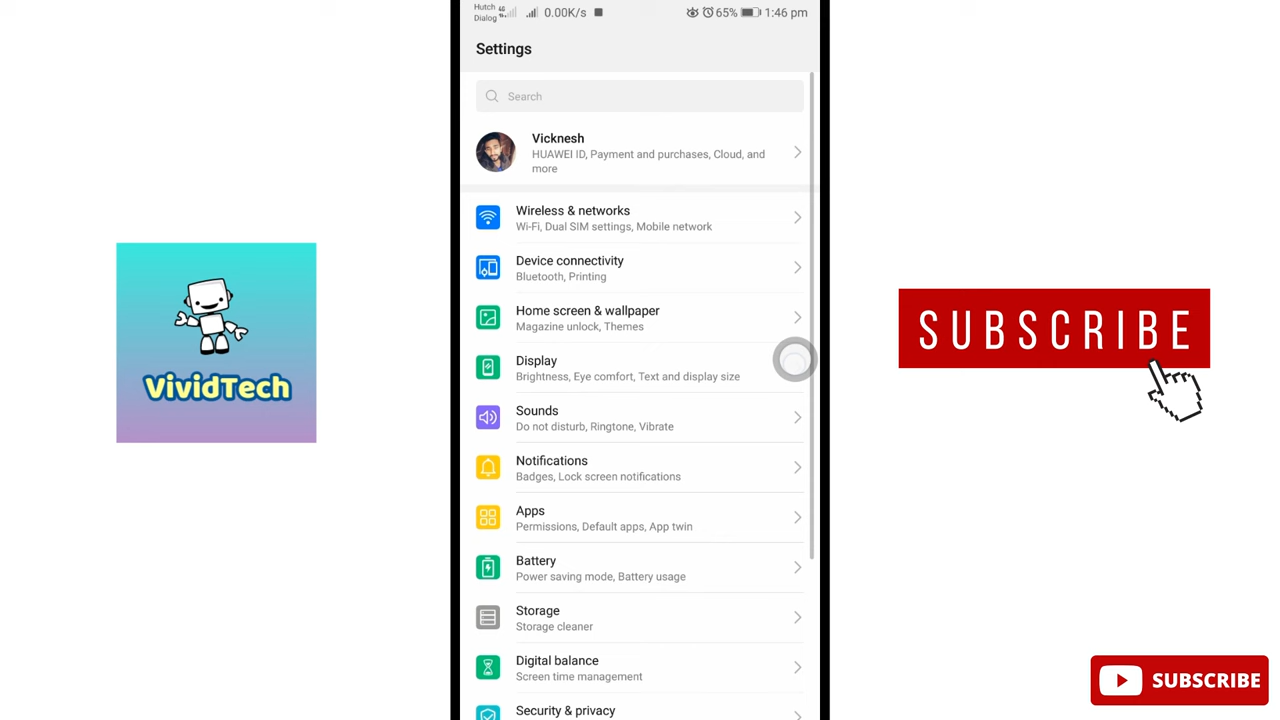 Hutch
Dialog
4G
0.00K/s
65%
1:46 pm
Settings
Search
Vicknesh
HUAWEI ID, Payment and purchases, Cloud, and
more
Wireless & networks
Wi-Fi, Dual SIM settings, Mobile network
Device connectivity
Bluetooth, Printing
Home screen & wallpaper
Magazine unlock, Themes
Display
Brightness, Eye comfort, Text and display size
Sounds
Do not disturb, Ringtone, Vibrate
Notifications
Badges, Lock screen notifications
Apps
Permissions, Default apps, App twin
Battery
Power saving mode, Battery usage
Storage
Storage cleaner
Digital balance
Screen time management
Security & privacy
VividTech
SUBSCRIBE
SUBSCRIBE